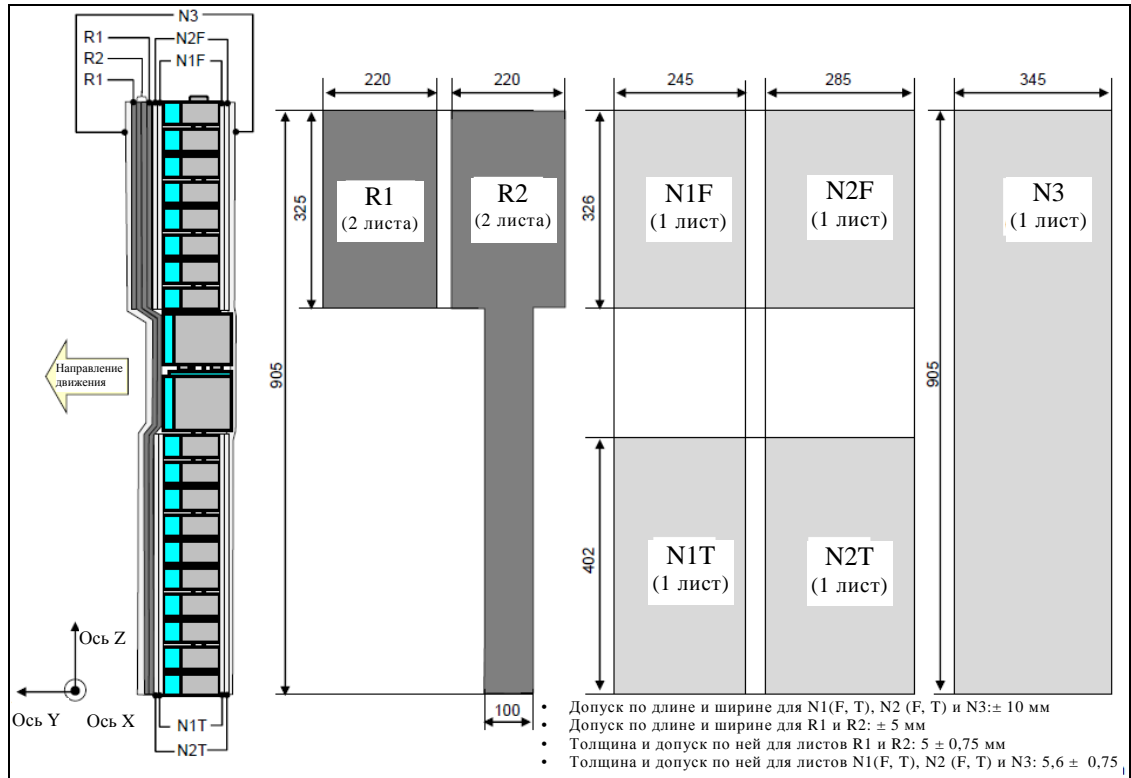 N3
R1
N2F
R2
N1F
R1
220
220
245
285
345
R1
(2 листа)
R2
(2 листа)
N1F
(1 лист)
N2F
(1 лист)
N3
(1 лист)
325
326
905
905
Направление
движения
402
N1T
(1 лист)
N2T
(1 лист)
Ось Z
Ось Y
Ось X
N1T
N2T
100
• Допуск по длине и ширине для N1(F, T), N2 (F, T) и N3:± 10 мм
• Допуск по длине и ширине для R1 и R2: ± 5 мм
• Толщина и допуск по ней для листов R1 и R2: 5 ± 0,75 мм
• Толщина и допуск по ней для листов N1(F, T), N2 (F, T) и N3: 5,6 ± 0,75